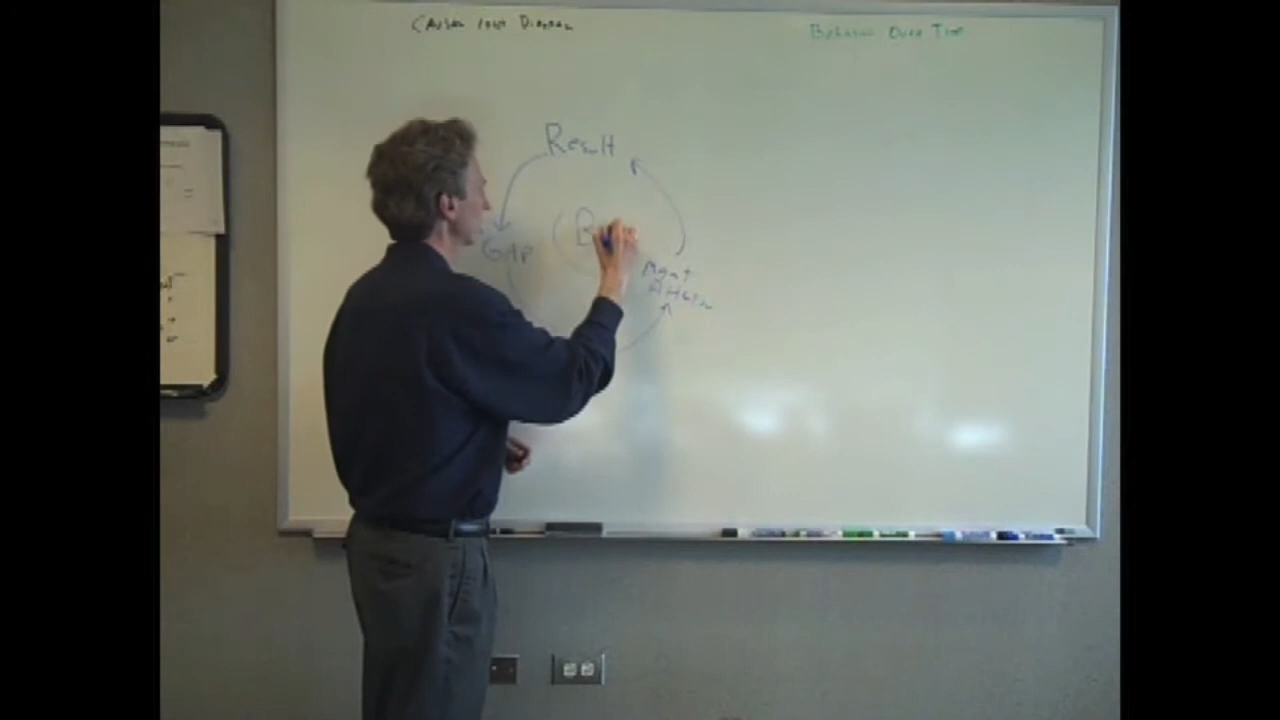 Causal Loop Diagram
Behavior Over Time
Result
B
GAP
Mgmt
Attention